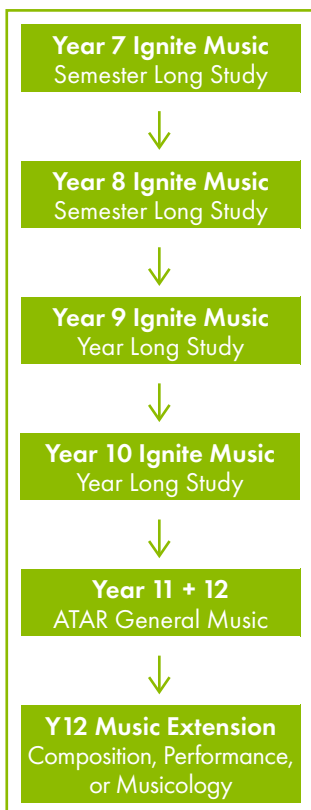 Year 7 Ignite Music
Semester Long Study
Year 8 Ignite Music
Semester Long Study
Year 9 Ignite Music
Year Long Study
Year 10 Ignite Music
Year Long Study
Year 11 + 12
ATAR General Music
Y12 Music Extension
Composition, Performance,
or Musicology